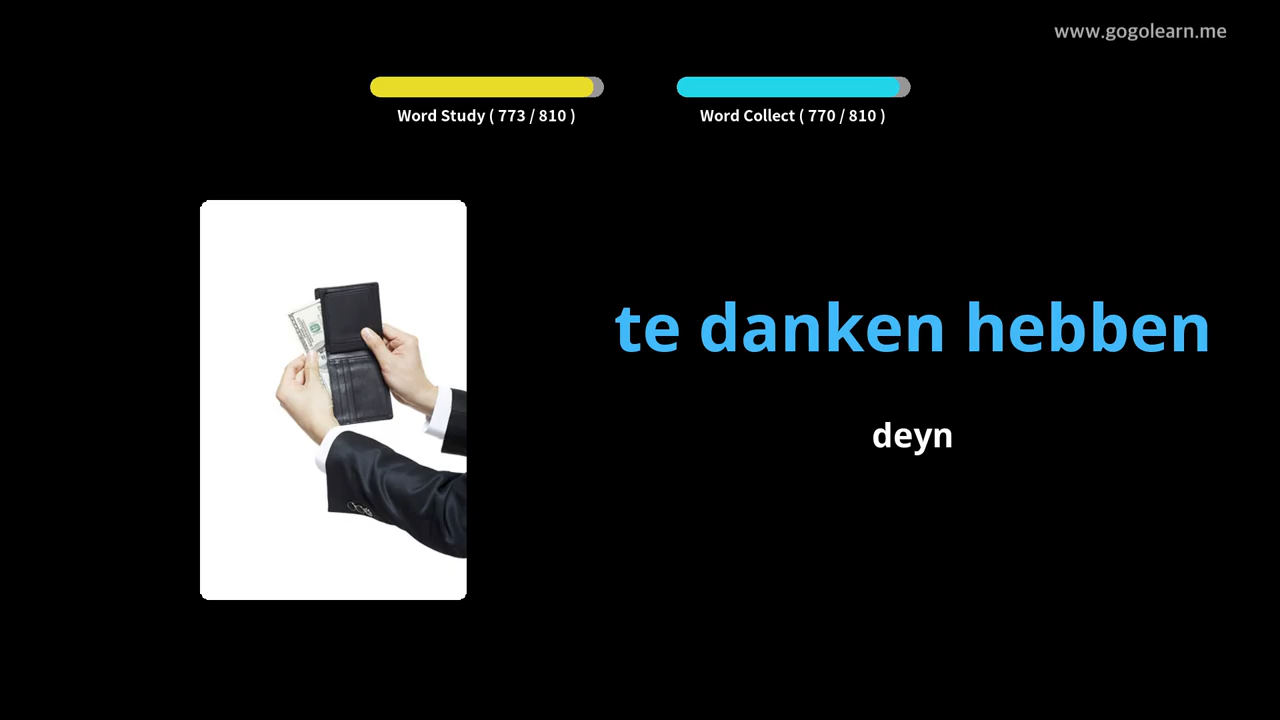 www.gogolearn.me
Word Study ( 773 / 810 )
Word Collect ( 770 / 810 )
te danken hebben
deyn